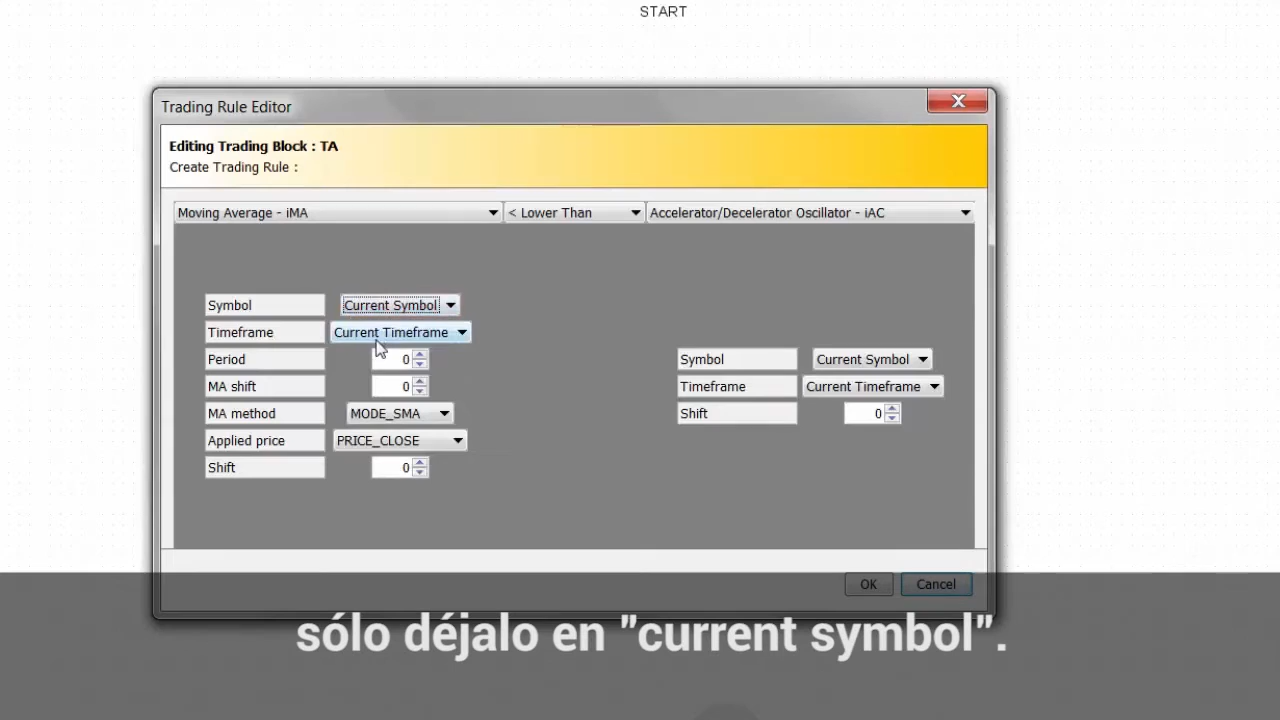 START
Trading Rule Editor
Editing Trading Block : TA
Create Trading Rule :
Moving Average - iMA < Lower Than Accelerator/Decelerator Oscillator - iAC
Symbol Current Symbol
Timeframe Current Timeframe
Period 0
MA shift 0
MA method MODE_SMA
Applied price PRICE_CLOSE
Shift 0
Symbol Current Symbol
Timeframe Current Timeframe
Shift 0
OK Cancel
sólo déjalo en "current symbol".